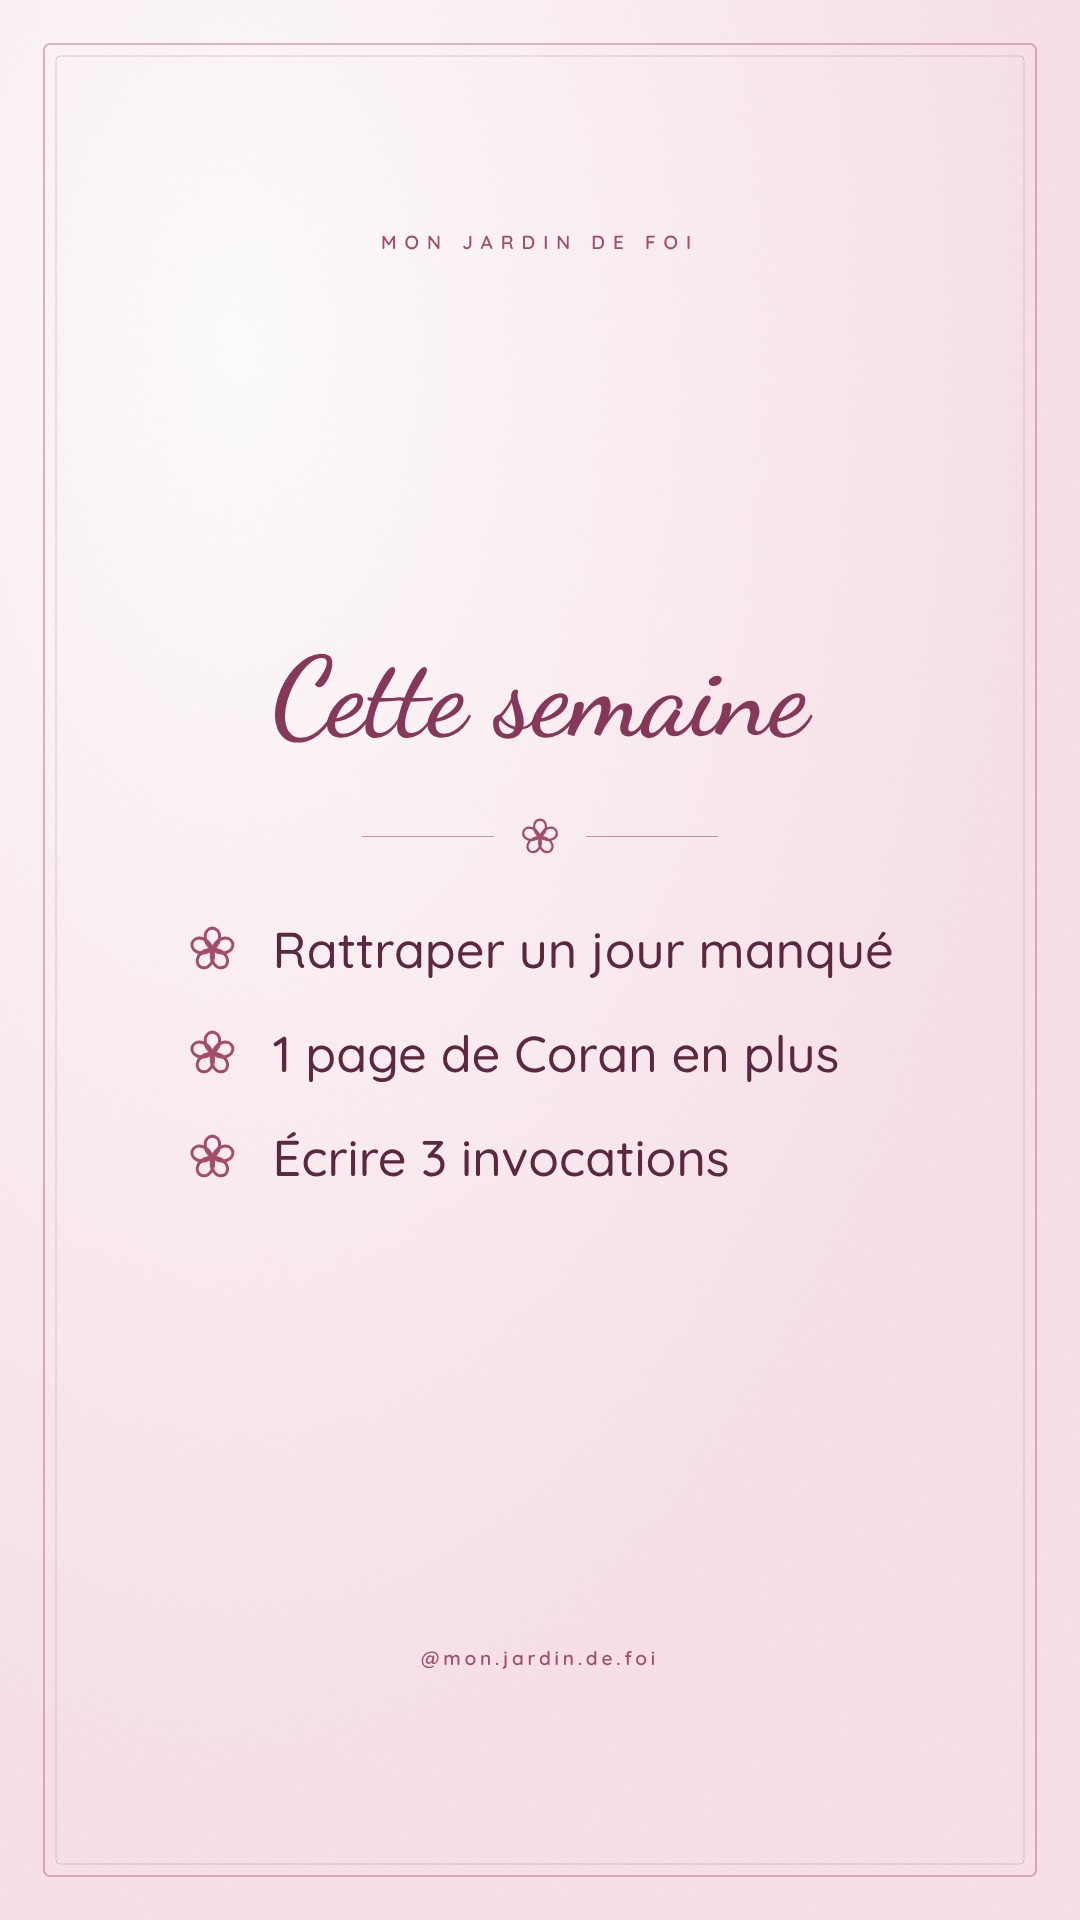 MON JARDIN DE FOI
Cette semaine
Rattraper un jour manqué
1 page de Coran en plus
Écrire 3 invocations
@mon.jardin.de.foi